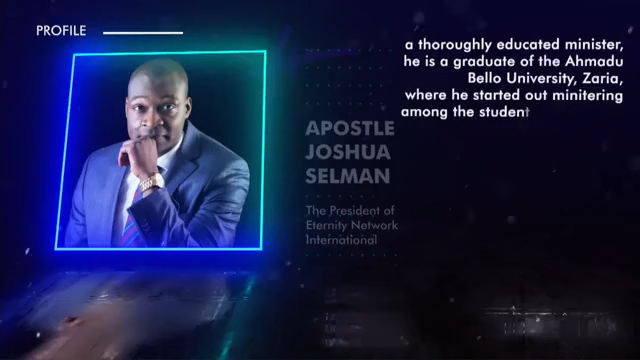 PROFILE
a thoroughly educated minister,
he is a graduate of the Ahmadu
Bello University, Zaria,
where he started out minitering
among the student
APOSTLE
JOSHUA
SELMAN
The President of
Eternity Network
International